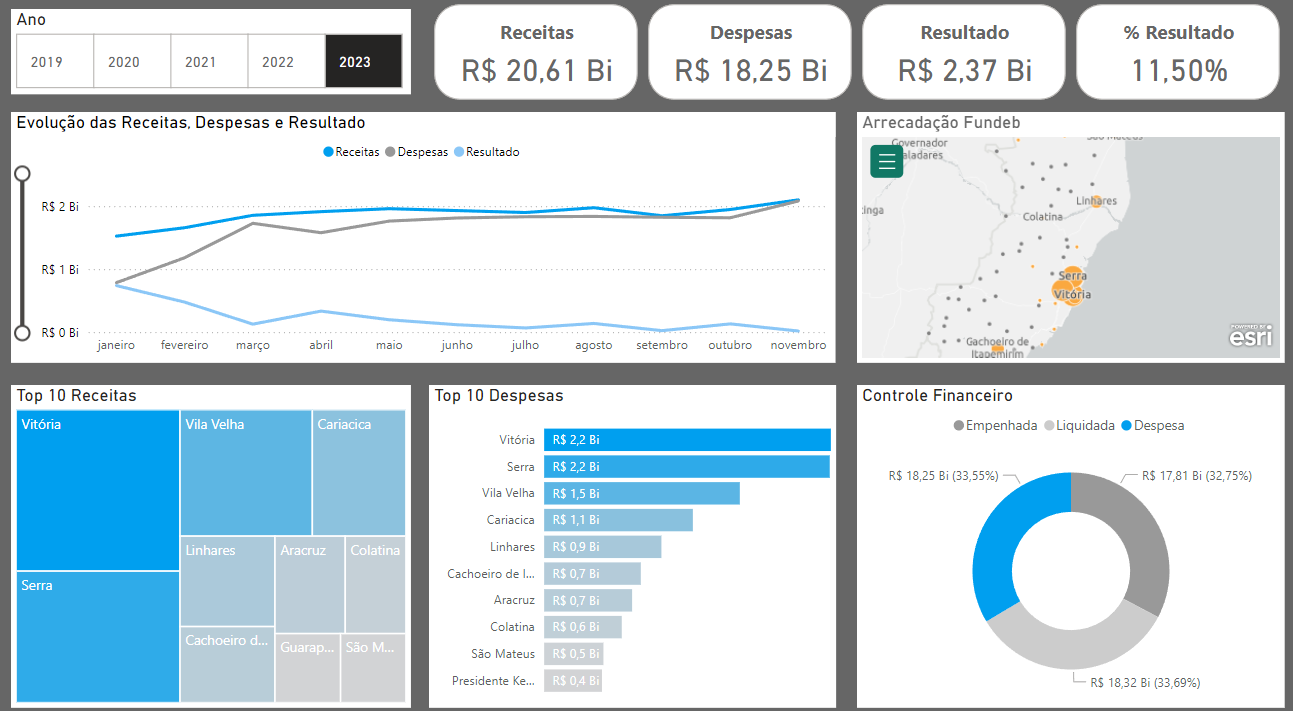 Ano
2019
2020
2021
2022
2023
Receitas
R$ 20,61 Bi
Despesas
R$ 18,25 Bi
Resultado
R$ 2,37 Bi
% Resultado
11,50%
Evolução das Receitas, Despesas e Resultado
Receitas
Despesas
Resultado
R$ 2 Bi
R$ 1 Bi
R$ 0 Bi
janeiro
fevereiro
março
abril
maio
junho
julho
agosto
setembro
outubro
novembro
Arrecadação Fundeb
São Mateus
Governador
aladares
inga
Linhares
Colatina
Serra
Vitória
Cachoeiro de
Itapemirim
POWERED BY
esri
Top 10 Receitas
Vitória
Vila Velha
Cariacica
Linhares
Aracruz
Colatina
Serra
Cachoeiro d...
Guarap...
São M...
Top 10 Despesas
Vitória R$ 2,2 Bi
Serra R$ 2,2 Bi
Vila Velha R$ 1,5 Bi
Cariacica R$ 1,1 Bi
Linhares R$ 0,9 Bi
Cachoeiro de I... R$ 0,7 Bi
Aracruz R$ 0,7 Bi
Colatina R$ 0,6 Bi
São Mateus R$ 0,5 Bi
Presidente Ke... R$ 0,4 Bi
Controle Financeiro
Empenhada
Liquidada
Despesa
R$ 18,25 Bi (33,55%)
R$ 17,81 Bi (32,75%)
R$ 18,32 Bi (33,69%)